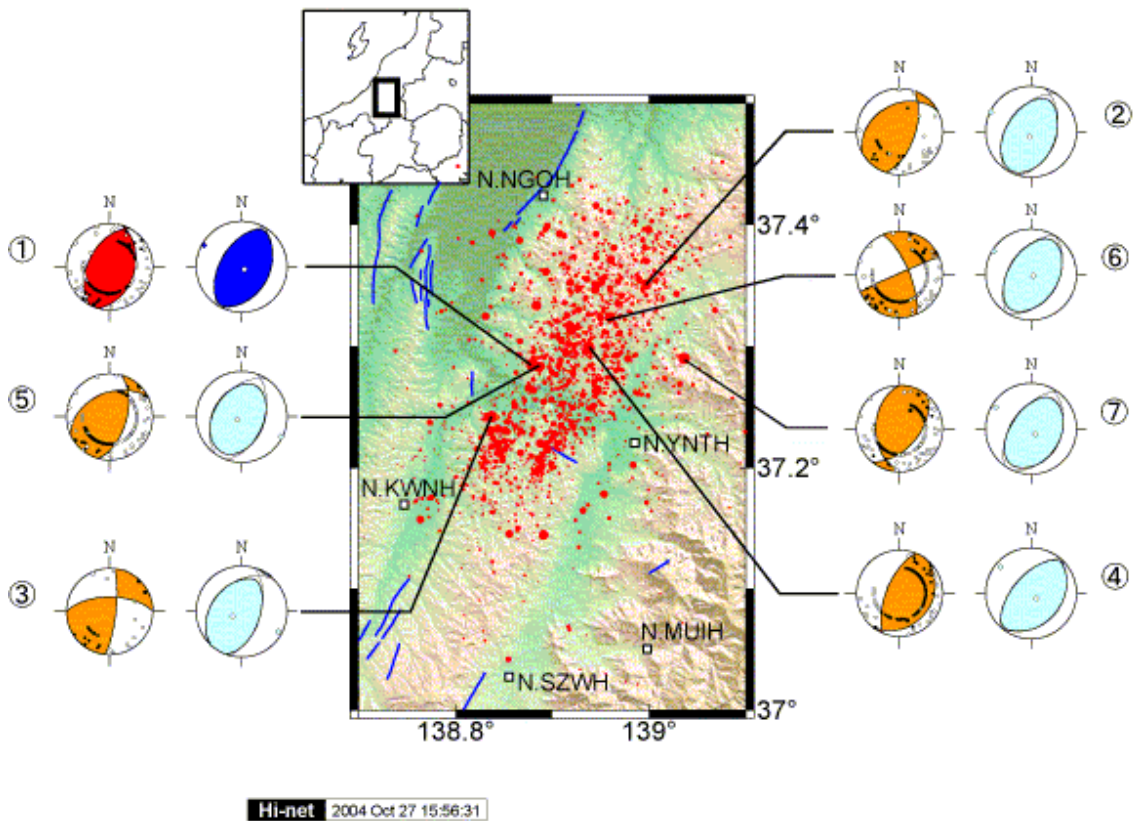 N
N
②
N.NGOH
37.4°
N
N
①
N
N
⑥
N
N
⑤
N
N
⑦
N.YNTH
37.2°
N.KWNH
N
N
③
N
N
④
N.MUIH
N.SZWH
37°
138.8°
139°
Hi-net 2004 Oct 27 15:56:31